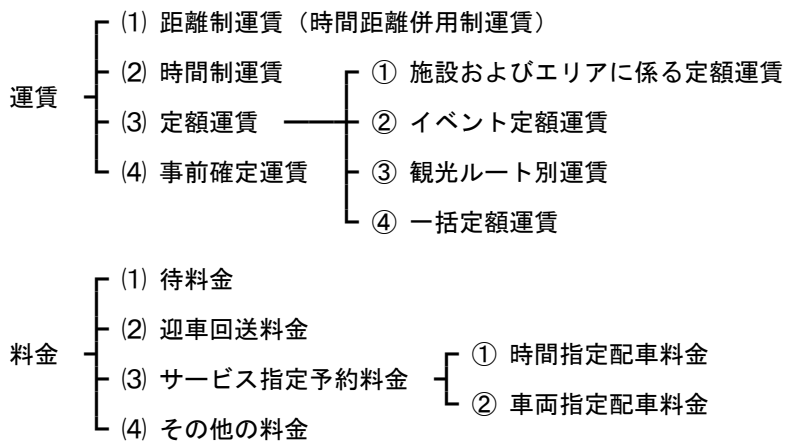 運賃
⑴ 距離制運賃（時間距離併用制運賃）
⑵ 時間制運賃
⑶ 定額運賃
① 施設およびエリアに係る定額運賃
② イベント定額運賃
③ 観光ルート別運賃
④ 一括定額運賃
⑷ 事前確定運賃
料金
⑴ 待料金
⑵ 迎車回送料金
⑶ サービス指定予約料金
① 時間指定配車料金
② 車両指定配車料金
⑷ その他の料金